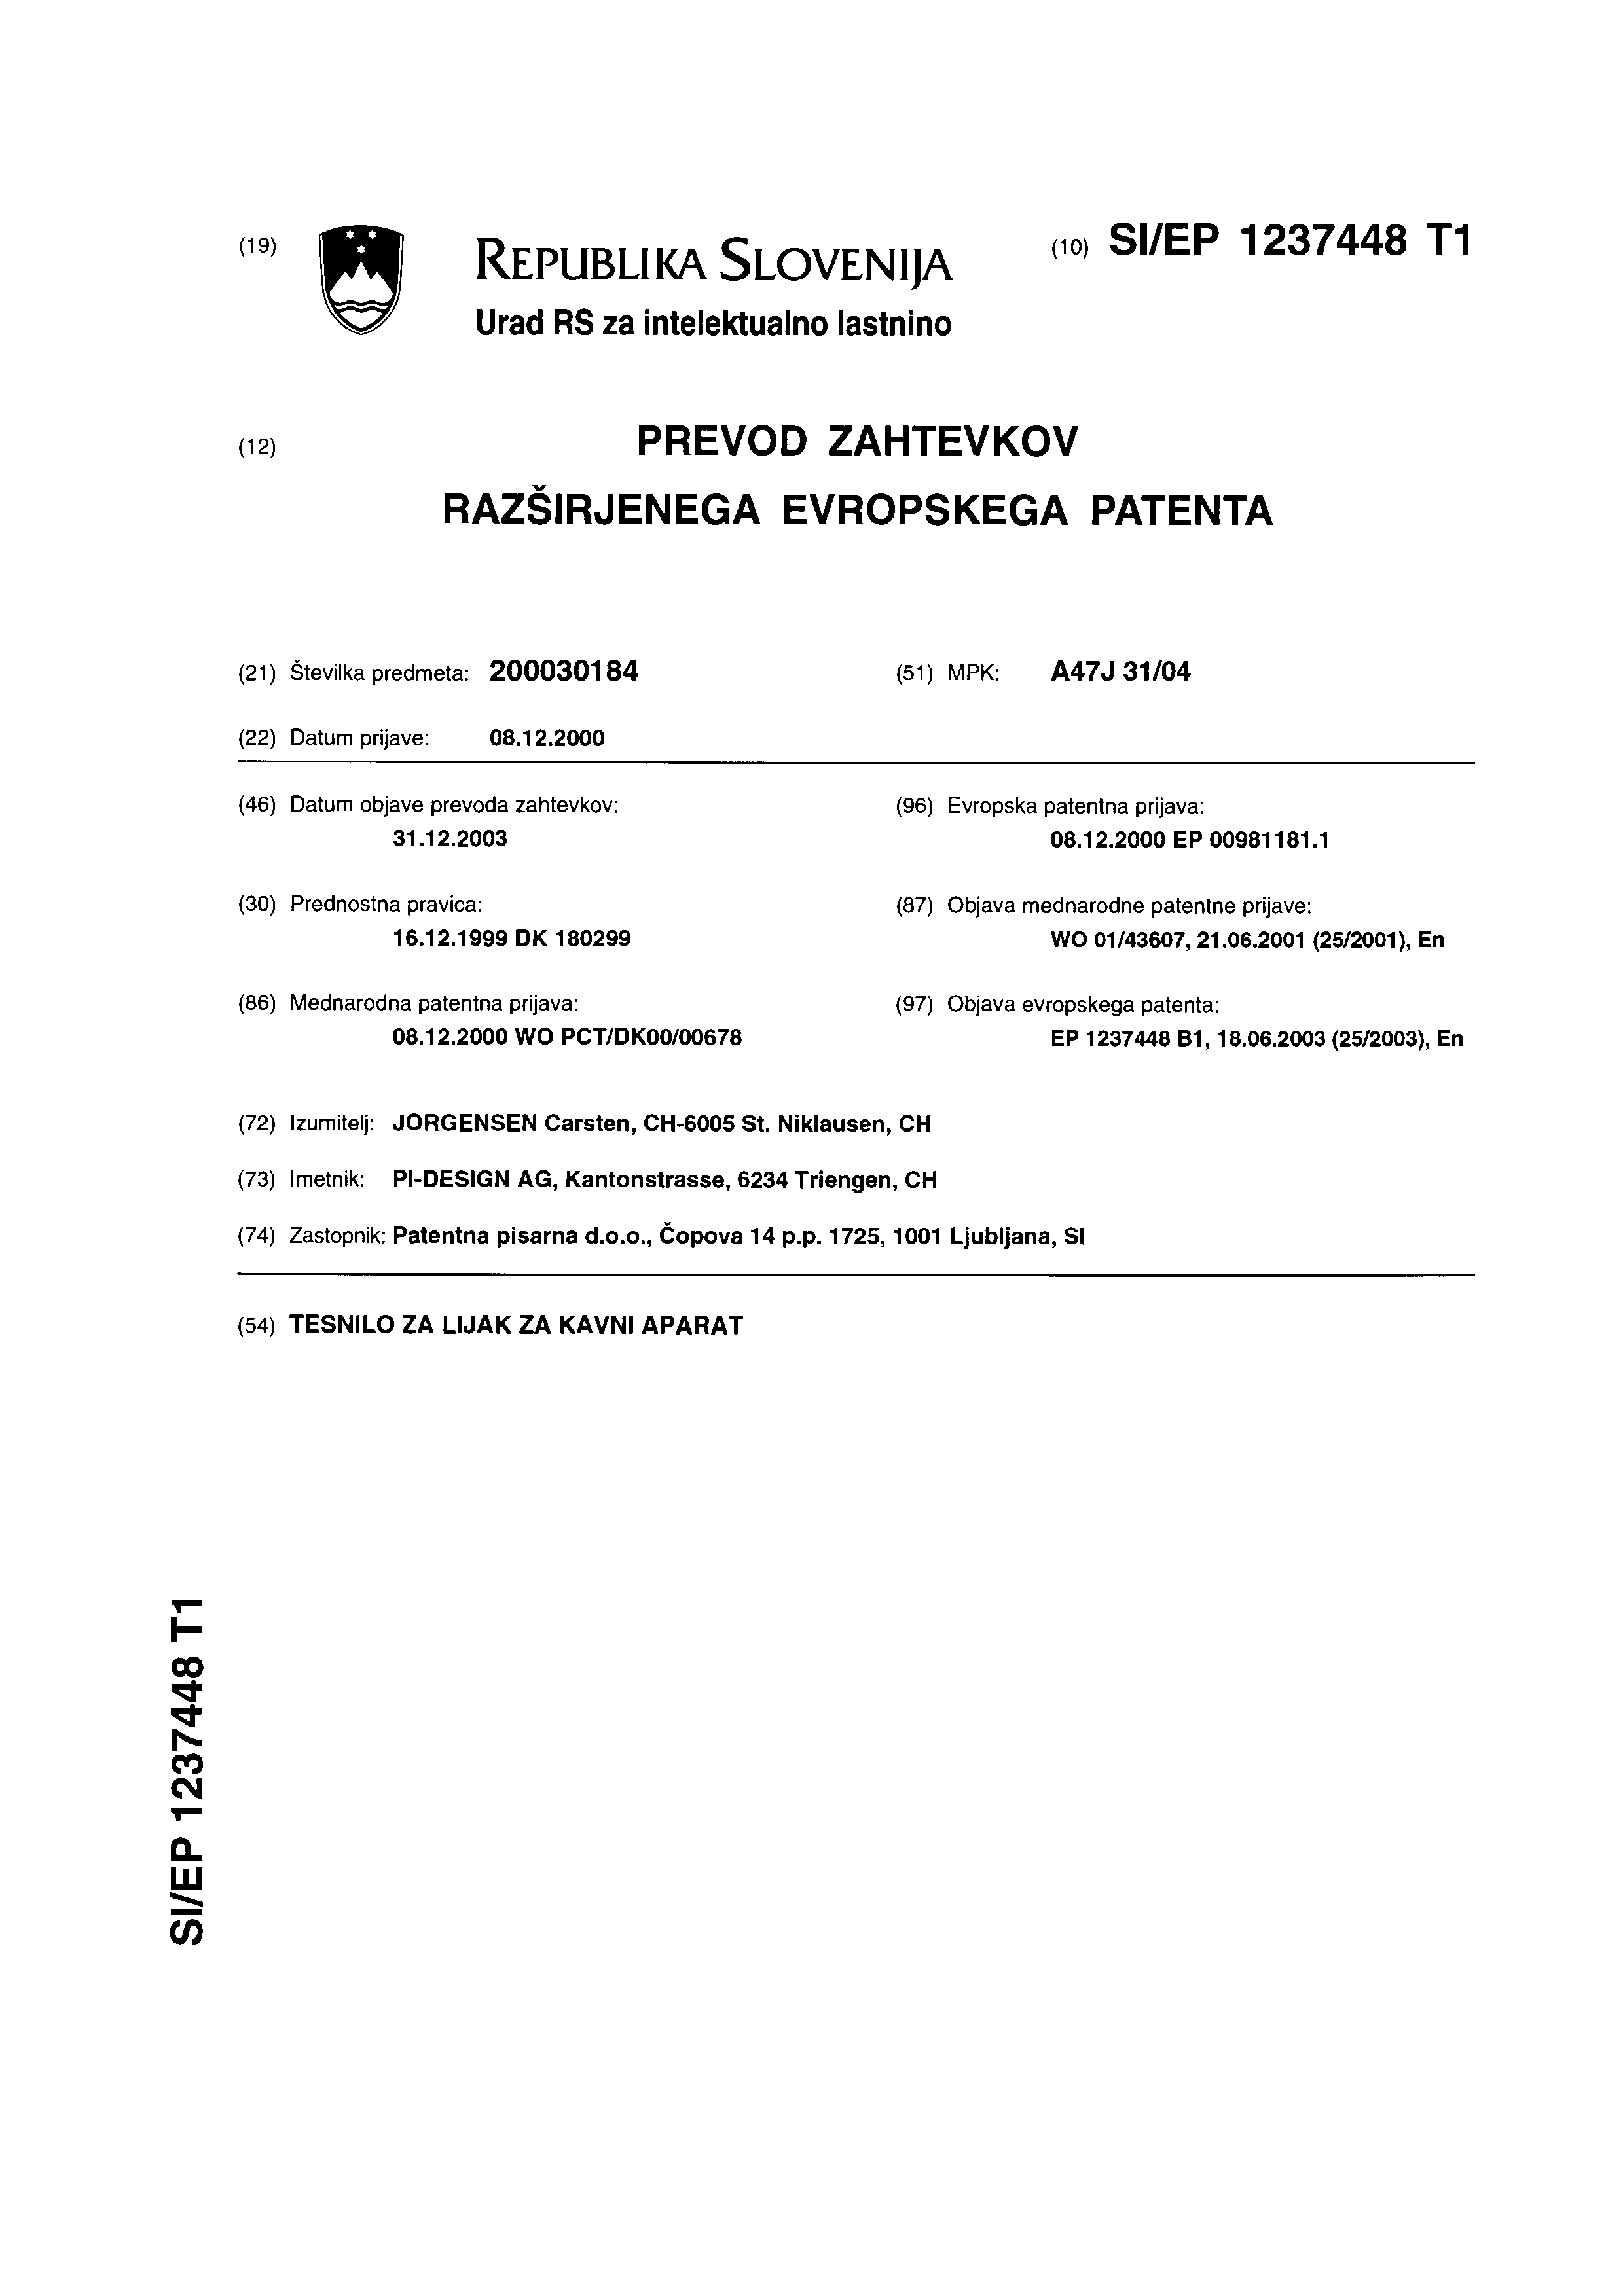 (19)
REPUBLIKA SLOVENIJA
Urad RS za intelektualno lastnino
(10) SI/EP 1237448 T1
(12)
PREVOD ZAHTEVKOV
RAZŠIRJENEGA EVROPSKEGA PATENTA
(21) Številka predmeta: 200030184
(51) MPK: A47J 31/04
(22) Datum prijave: 08.12.2000
(46) Datum objave prevoda zahtevkov:
31.12.2003
(96) Evropska patentna prijava:
08.12.2000 EP 00981181.1
(30) Prednostna pravica:
16.12.1999 DK 180299
(87) Objava mednarodne patentne prijave:
WO 01/43607, 21.06.2001 (25/2001), En
(86) Mednarodna patentna prijava:
08.12.2000 WO PCT/DK00/00678
(97) Objava evropskega patenta:
EP 1237448 B1, 18.06.2003 (25/2003), En
(72) Izumitelj: JORGENSEN Carsten, CH-6005 St. Niklausen, CH
(73) Imetnik: PI-DESIGN AG, Kantonstrasse, 6234 Triengen, CH
(74) Zastopnik: Patentna pisarna d.o.o., Čopova 14 p.p. 1725, 1001 Ljubljana, SI
(54) TESNILO ZA LIJAK ZA KAVNI APARAT
SI/EP 1237448 T1